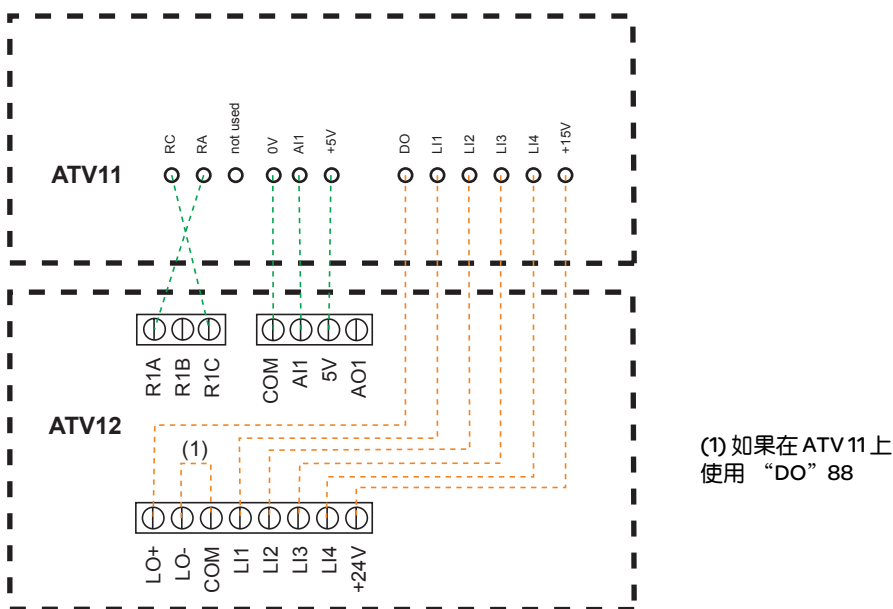 RC
RA
not used
0V
AI1
+5V
DO
LI1
LI2
LI3
LI4
+15V
ATV11
R1A
R1B
R1C
COM
AI1
5V
AO1
ATV12
(1)
(1) 如果在 ATV 11 上
使用 “DO” 88
LO+
LO-
COM
LI1
LI2
LI3
LI4
+24V